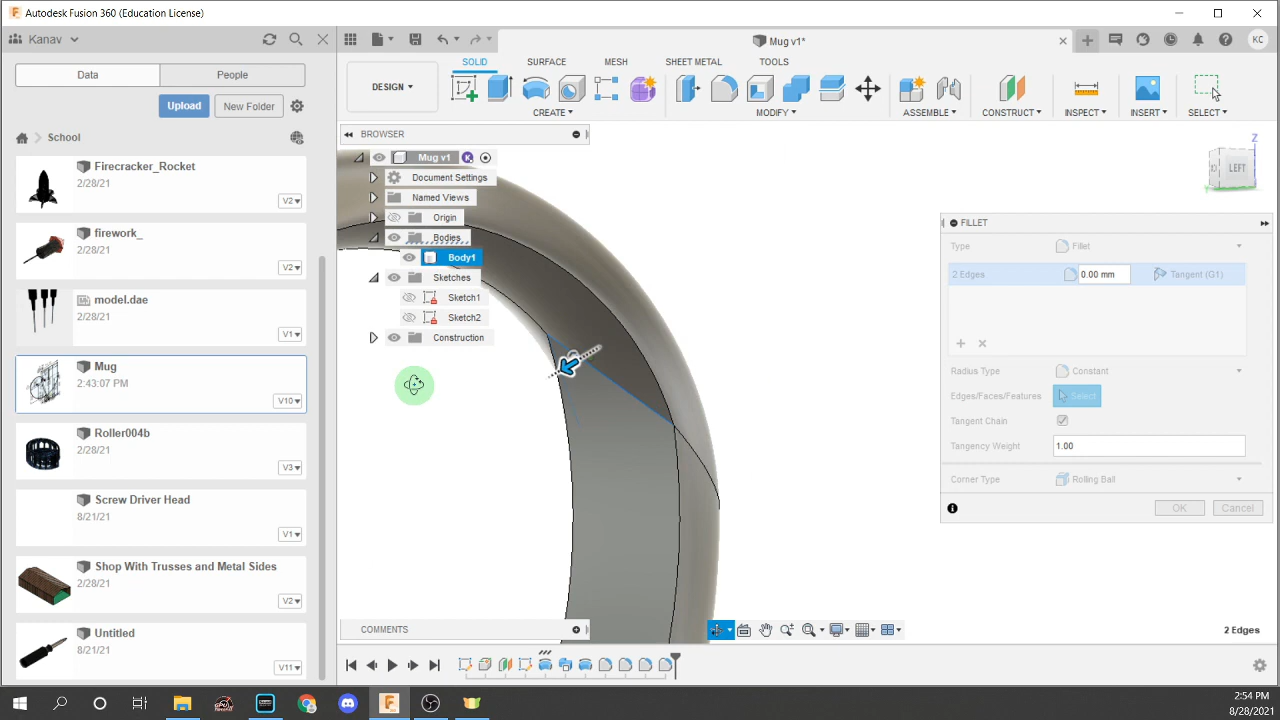 Autodesk Fusion 360 (Education License)
Kanav
Mug v1*
KC
Data
People
Upload
New Folder
School
Firecracker_Rocket
2/28/21
V2
firework_
2/28/21
V2
model.dae
2/28/21
V1
Mug
2:43:07 PM
V10
Roller004b
2/28/21
V3
Screw Driver Head
8/21/21
V1
Shop With Trusses and Metal Sides
2/28/21
V2
Untitled
8/21/21
V11
DESIGN
SOLID
SURFACE
MESH
SHEET METAL
TOOLS
CREATE
MODIFY
ASSEMBLE
CONSTRUCT
INSPECT
INSERT
SELECT
BROWSER
Mug v1
Document Settings
Named Views
Origin
Bodies
Body1
Sketches
Sketch1
Sketch2
Construction
Z
LEFT
FILLET
Type
Fillet
2 Edges
0.00 mm
Tangent (G1)
Radius Type
Constant
Edges/Faces/Features
Select
Tangent Chain
Tangency Weight
1.00
Corner Type
Rolling Ball
OK
Cancel
COMMENTS
2 Edges
2:54 PM
8/28/2021